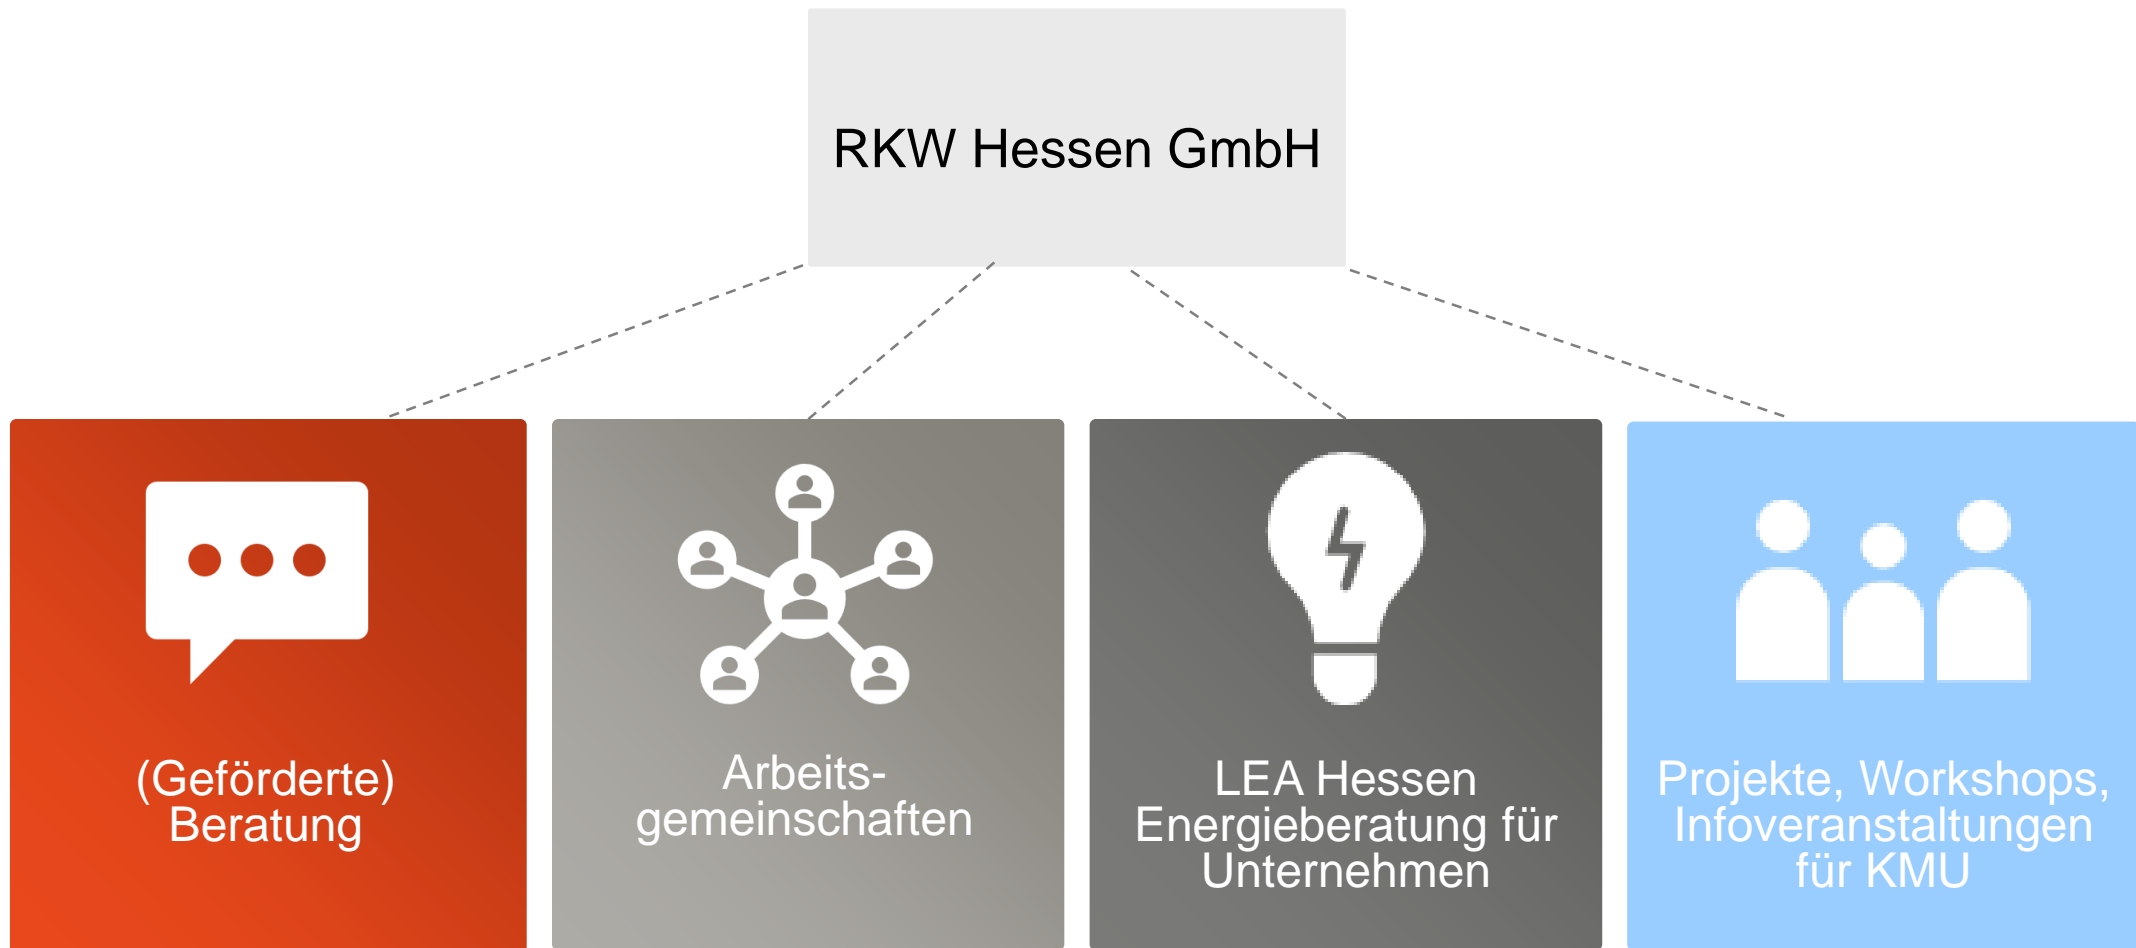 RKW Hessen GmbH
(Geförderte)
Beratung
Arbeits-
gemeinschaften
LEA Hessen
Energieberatung für
Unternehmen
Projekte, Workshops,
Infoveranstaltungen
für KMU